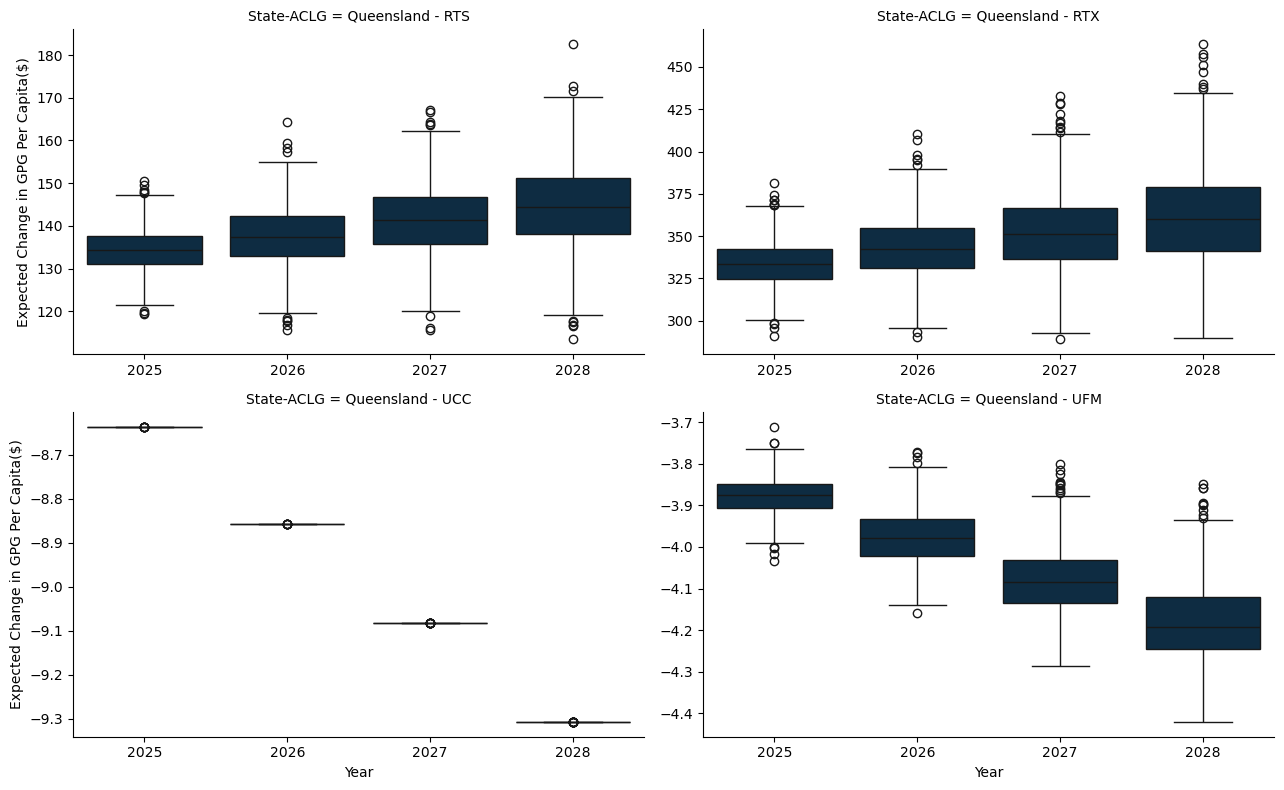 State-ACLG = Queensland - RTS
Expected Change in GPG Per Capita($)
180
170
160
150
140
130
120
2025 2026 2027 2028
State-ACLG = Queensland - RTX
450
425
400
375
350
325
300
2025 2026 2027 2028
State-ACLG = Queensland - UCC
Expected Change in GPG Per Capita($)
−8.7
−8.8
−8.9
−9.0
−9.1
−9.2
−9.3
2025 2026 2027 2028
Year
State-ACLG = Queensland - UFM
−3.7
−3.8
−3.9
−4.0
−4.1
−4.2
−4.3
−4.4
2025 2026 2027 2028
Year